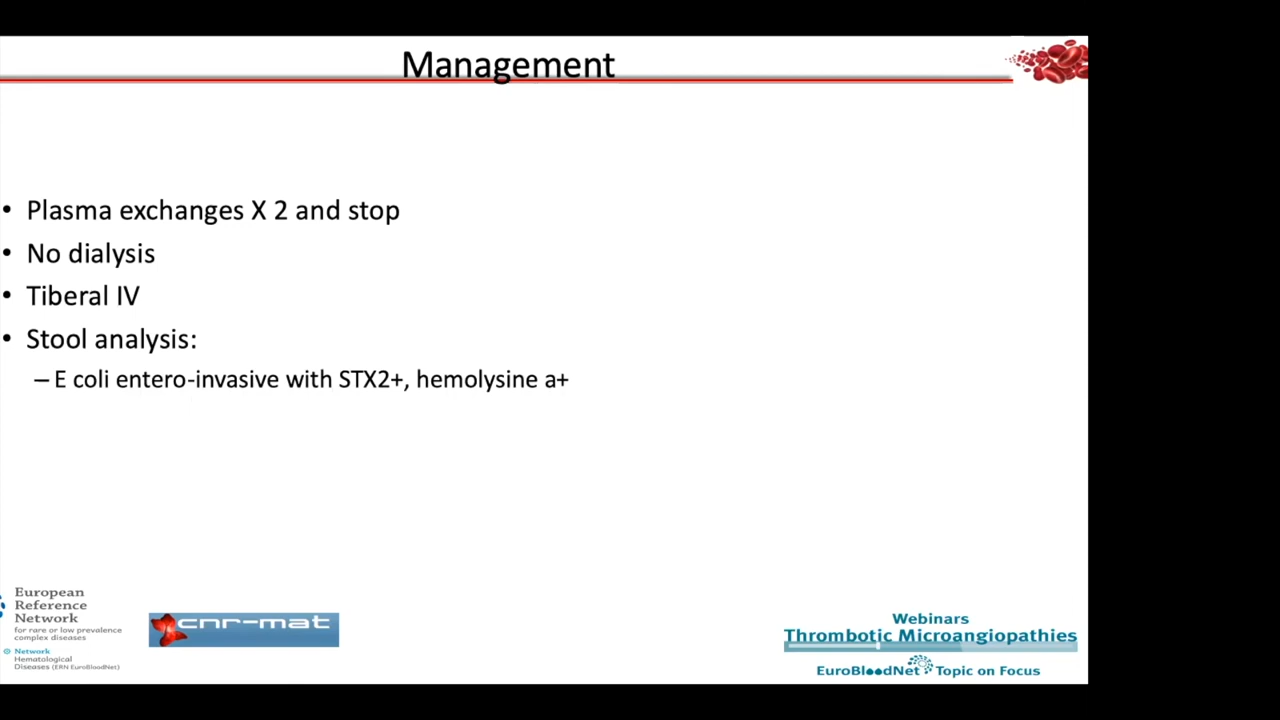 Management
• Plasma exchanges X 2 and stop
• No dialysis
• Tiberal IV
• Stool analysis:
– E coli entero-invasive with STX2+, hemolysine a+
European
Reference
Network
for rare or low prevalence
complex diseases
Network
Hematological
Diseases (ERN EuroBloodNet)
cnr-mat
Webinars
Thrombotic Microangiopathies
EuroBloodNet Topic on Focus